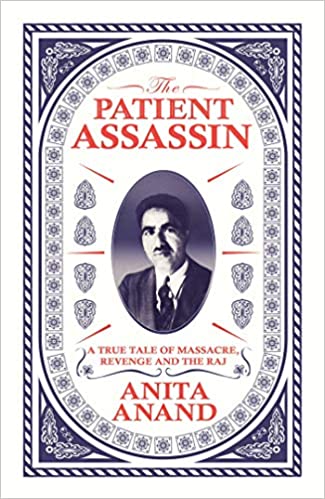 The
PATIENT
ASSASSIN
A TRUE TALE OF MASSACRE,
REVENGE AND THE RAJ
ANITA
ANAND